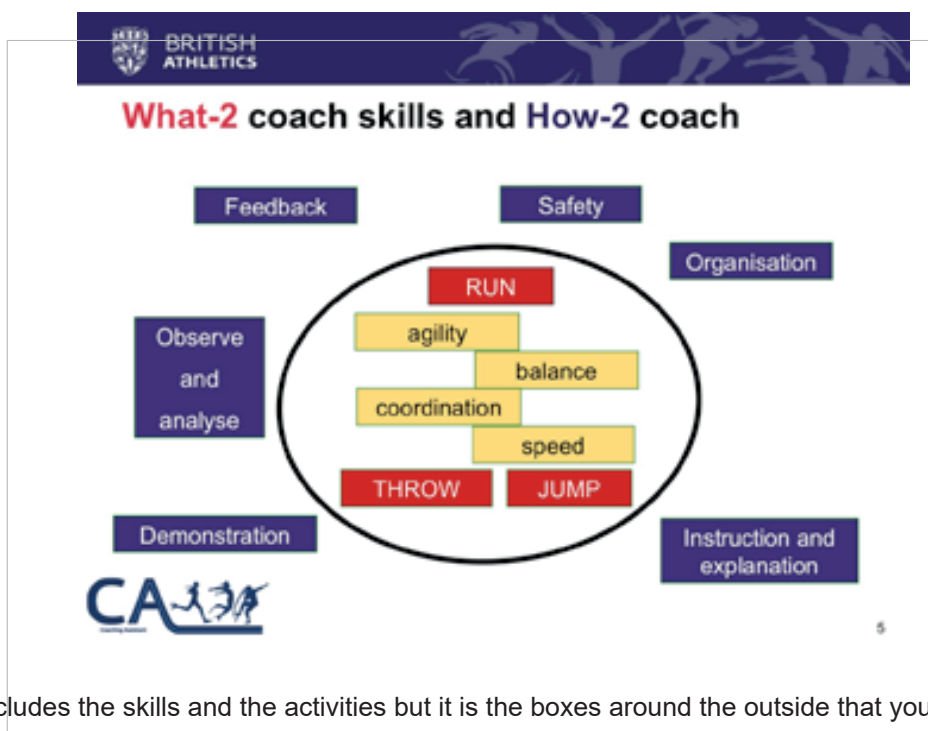 BRITISH
ATHLETICS
What-2 coach skills and How-2 coach
Feedback
Safety
Organisation
RUN
agility
Observe
and
analyse
balance
coordination
speed
THROW
JUMP
Demonstration
Instruction and
explanation
CA
5
cludes the skills and the activities but it is the boxes around the outside that you